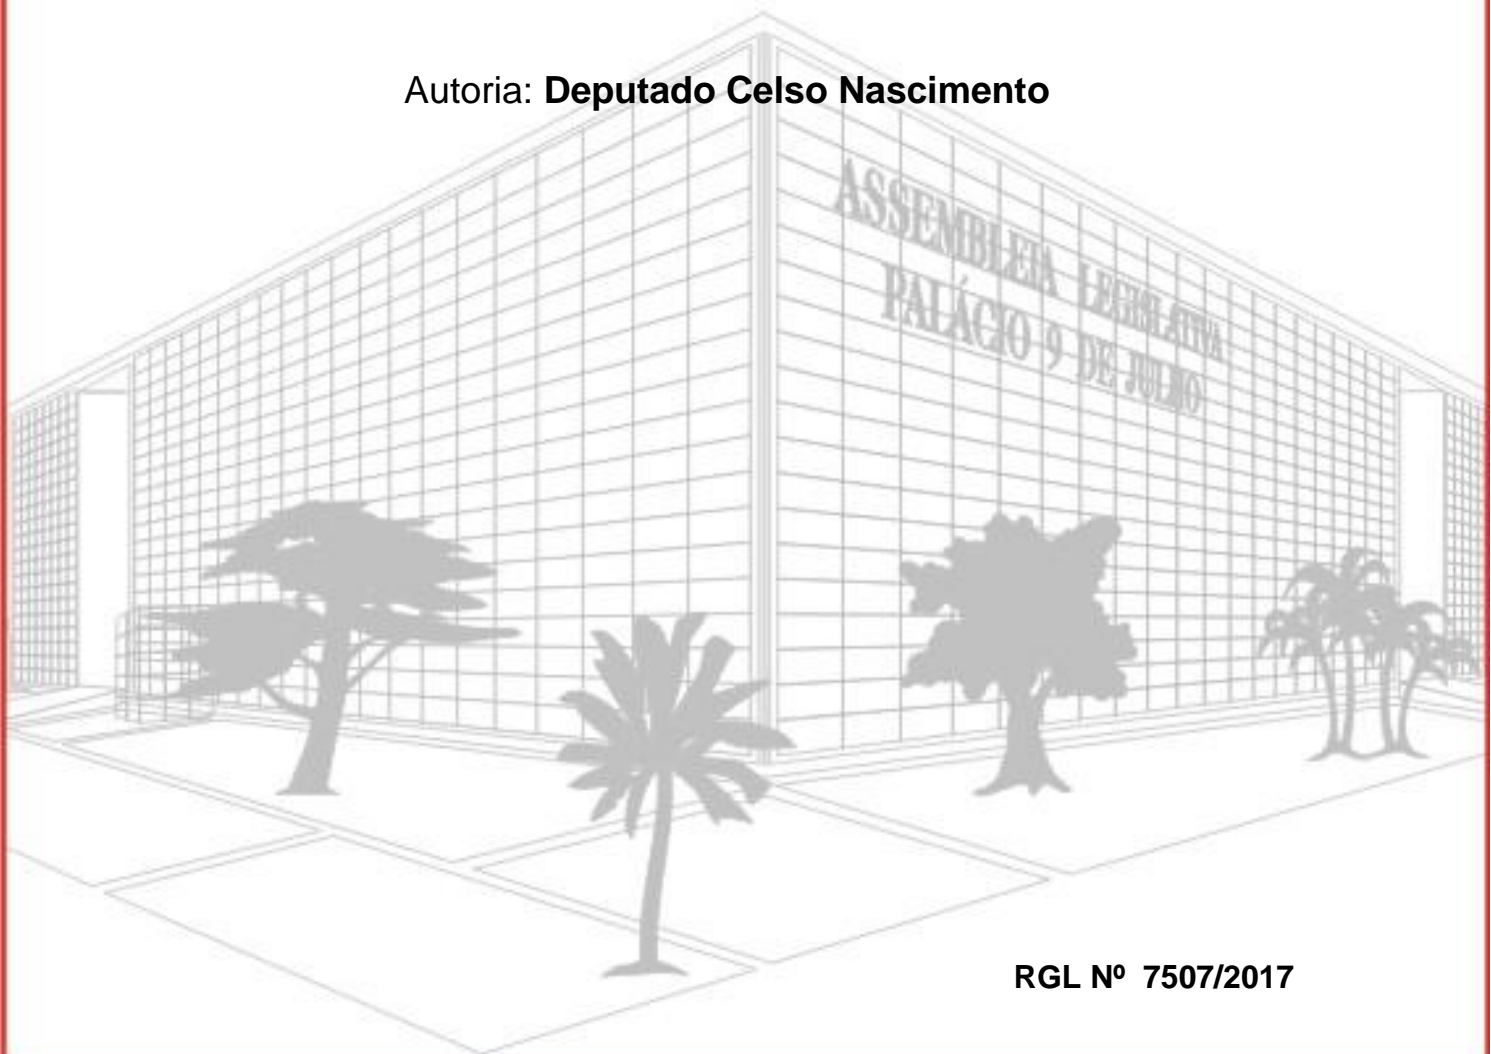 Autoria: Deputado Celso Nascimento
ASSEMBLEIA LEGISLATIVA
PALÁCIO 9 DE JULHO
RGL Nº 7507/2017